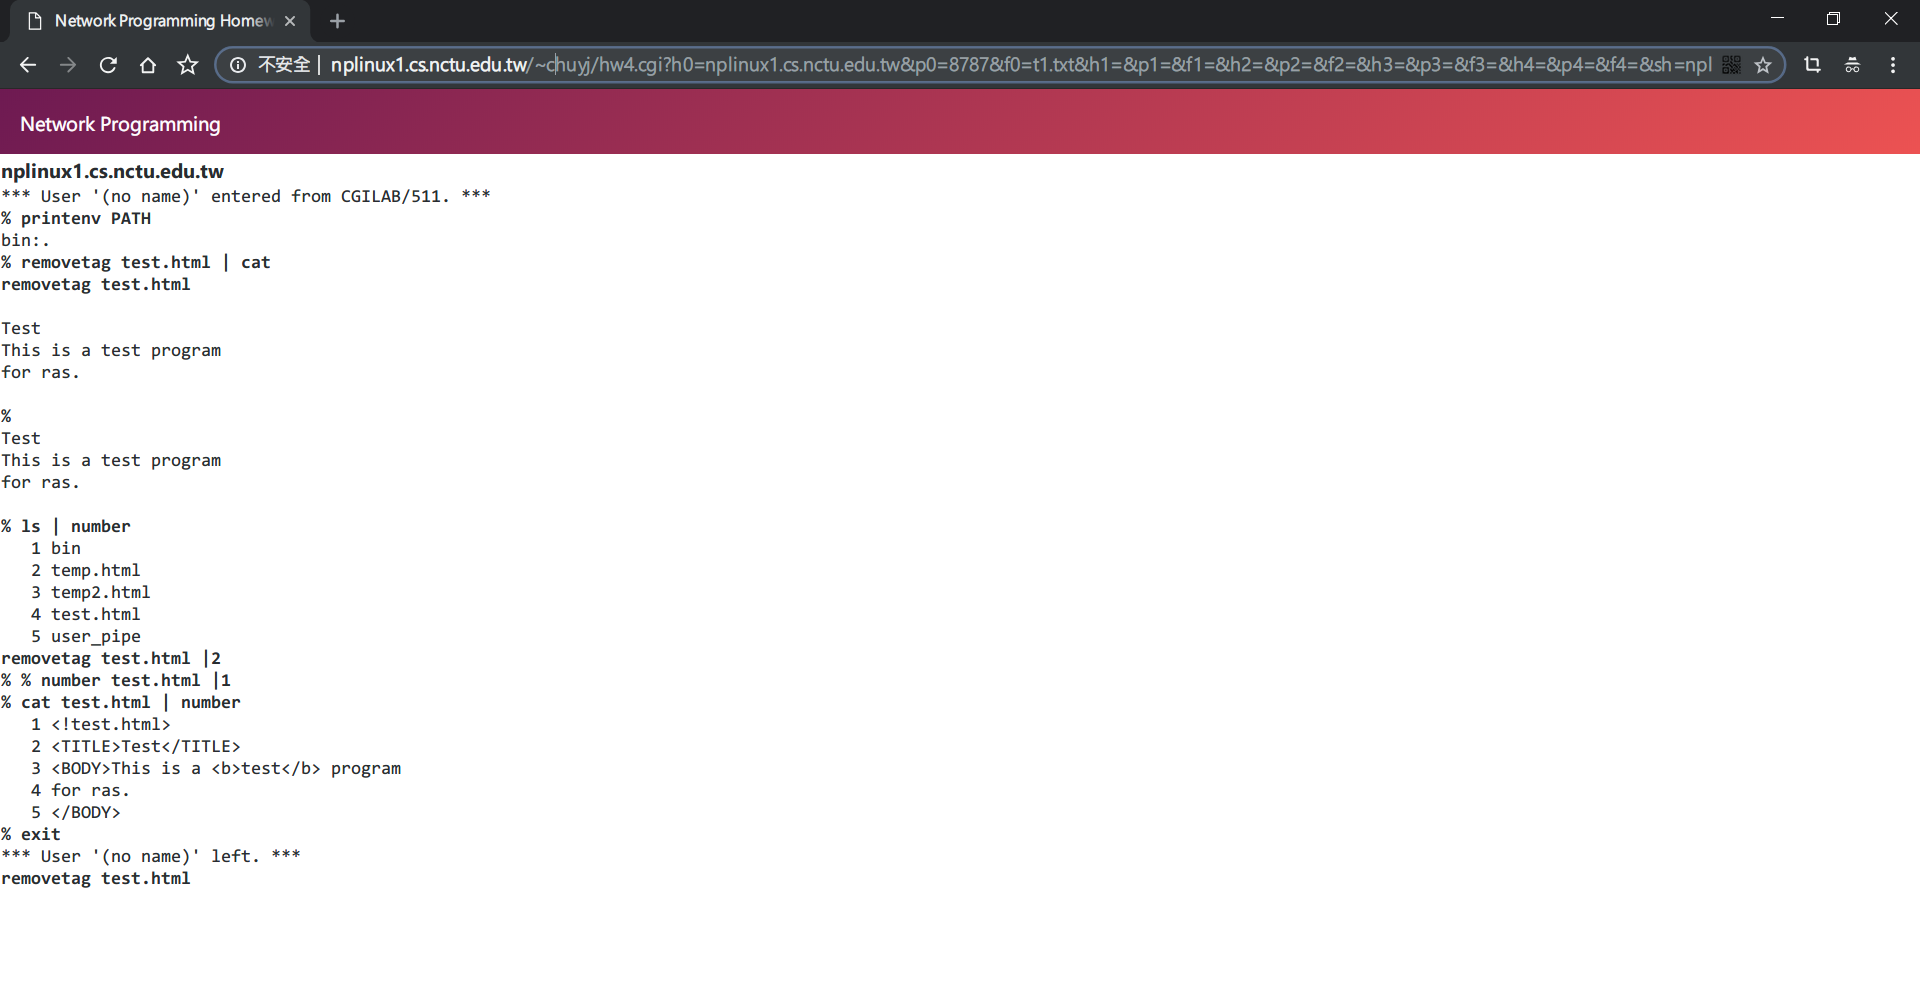 Network Programming Homew
不安全 | nplinux1.cs.nctu.edu.tw/~chuyj/hw4.cgi?h0=nplinux1.cs.nctu.edu.tw&p0=8787&f0=t1.txt&h1=&p1=&f1=&h2=&p2=&f2=&h3=&p3=&f3=&h4=&p4=&f4=&sh=npl
Network Programming
nplinux1.cs.nctu.edu.tw
*** User '(no name)' entered from CGILAB/511. ***
% printenv PATH
bin:.
% removetag test.html | cat
removetag test.html
Test
This is a test program
for ras.
%
Test
This is a test program
for ras.
% ls | number
1 bin
2 temp.html
3 temp2.html
4 test.html
5 user_pipe
removetag test.html |2
% % number test.html |1
% cat test.html | number
1 <!test.html>
2 <TITLE>Test</TITLE>
3 <BODY>This is a <b>test</b> program
4 for ras.
5 </BODY>
% exit
*** User '(no name)' left. ***
removetag test.html